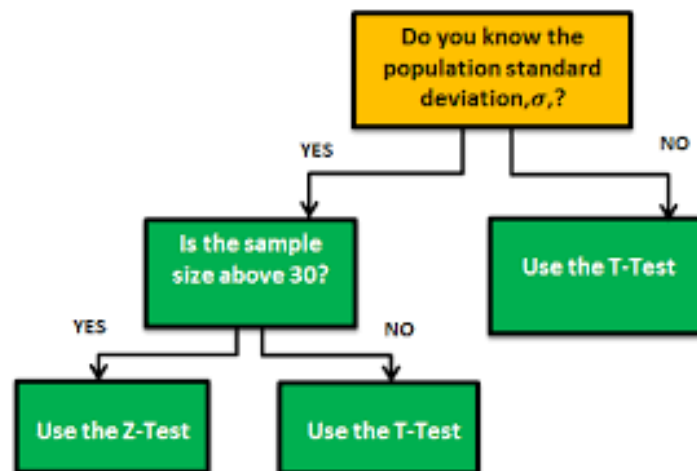 Do you know the
population standard
deviation,σ,?
YES
NO
Is the sample
size above 30?
Use the T-Test
YES
NO
Use the Z-Test
Use the T-Test